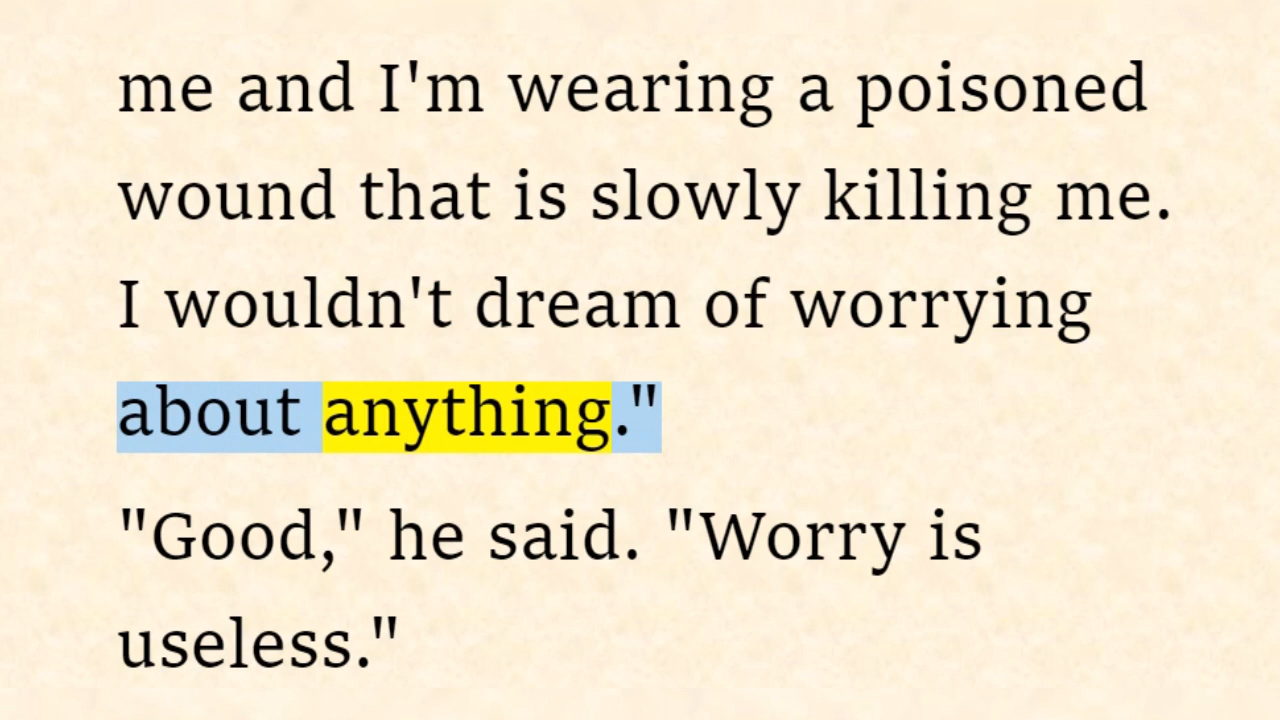 me and I'm wearing a poisoned
wound that is slowly killing me.
I wouldn't dream of worrying
about anything."
"Good," he said. "Worry is
useless."